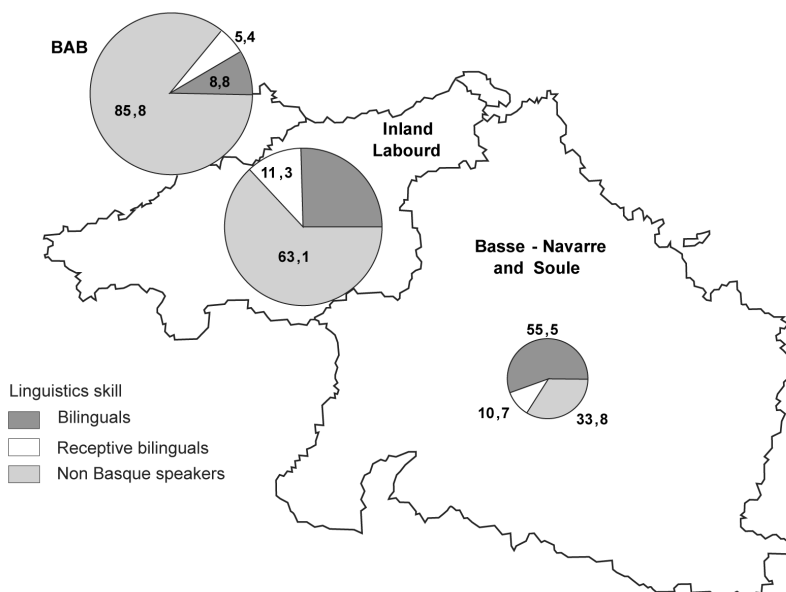 BAB
5,4
8,8
85,8
Inland
Labourd
11,3
63,1
Basse - Navarre
and Soule
55,5
10,7
33,8
Linguistics skill
Bilinguals
Receptive bilinguals
Non Basque speakers